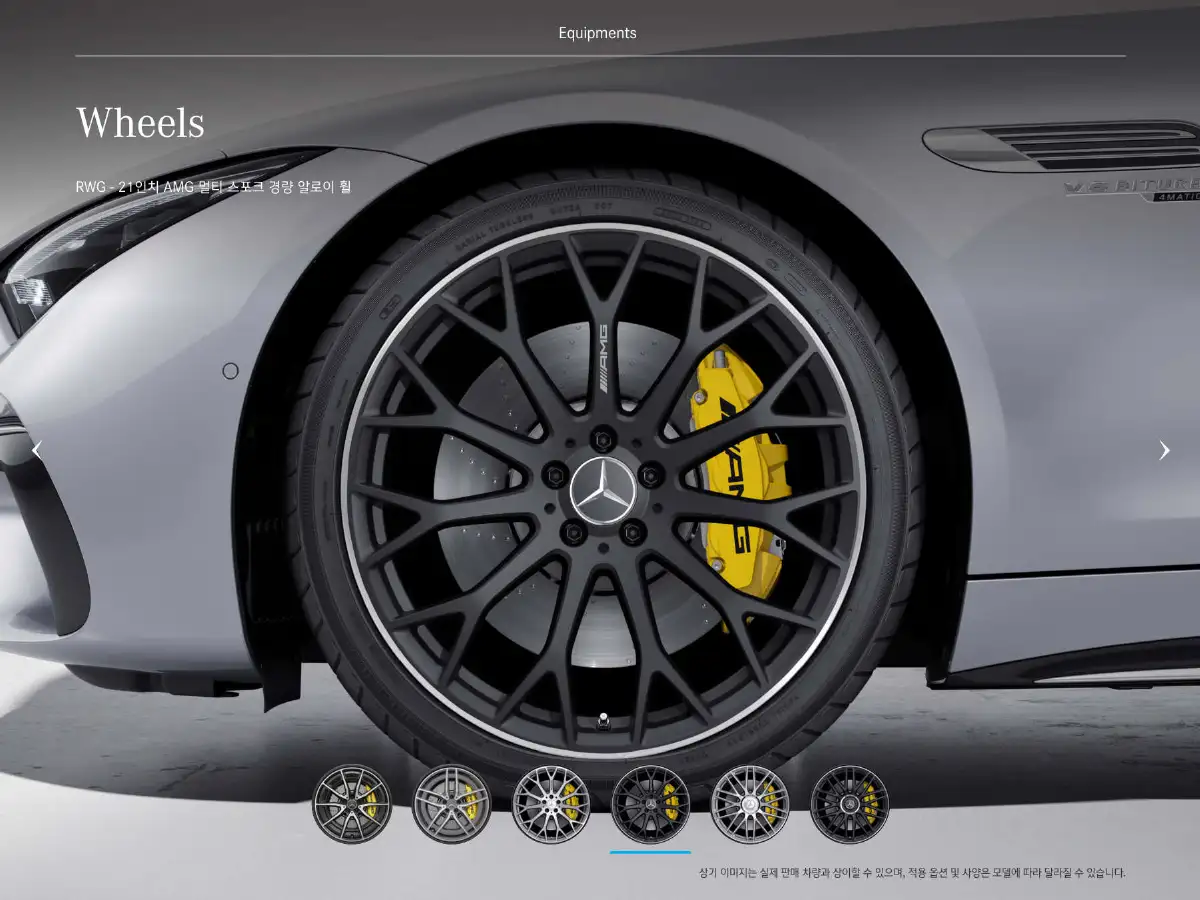 Equipments
Wheels
RWG - 21인치 AMG 멀티 스포크 경량 알로이 휠
V8 BITURB
4MATIC
AMG
AMG
상기 이미지는 실제 판매 차량과 상이할 수 있으며, 적용 옵션 및 사양은 모델에 따라 달라질 수 있습니다.